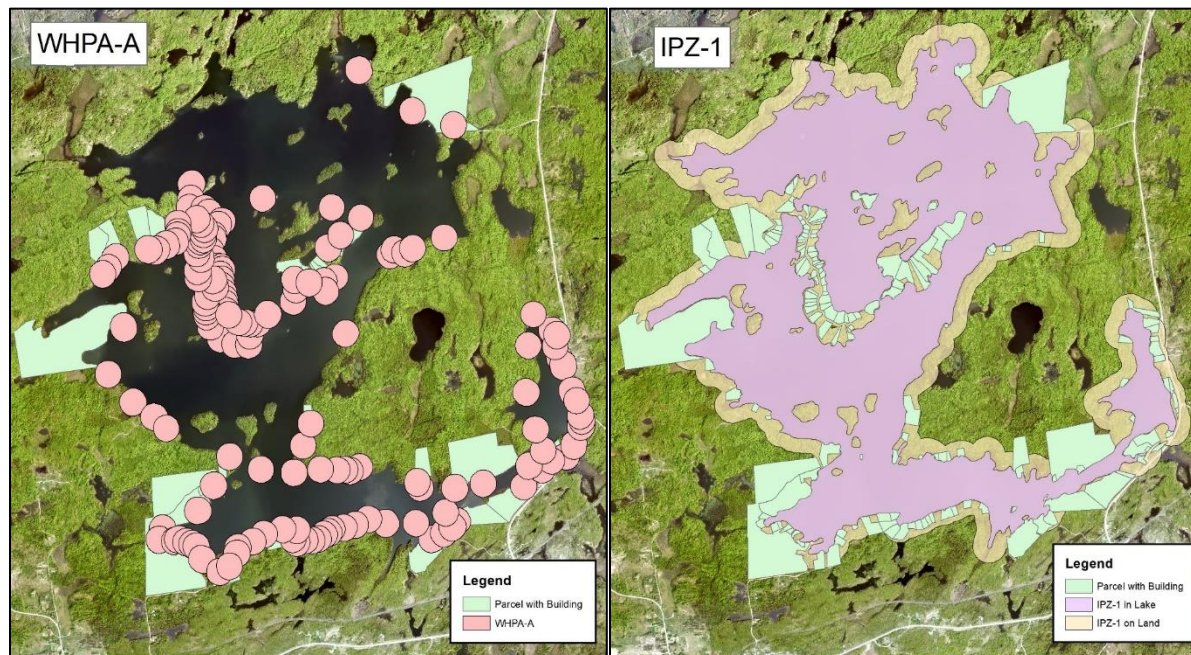 WHPA-A
Legend
Parcel with Building
WHPA-A
IPZ-1
Legend
Parcel with Building
IPZ-1 in Lake
IPZ-1 on Land